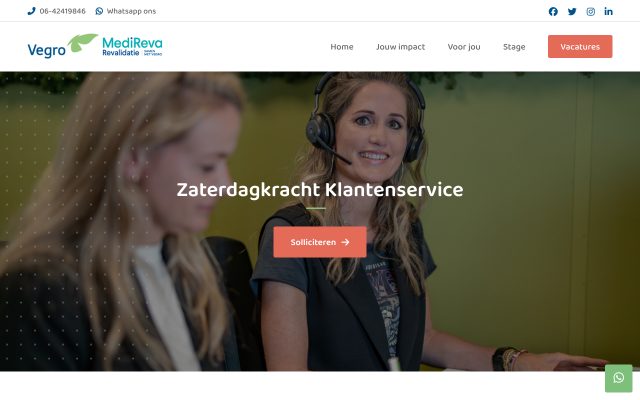 06-42419846 Whatsapp ons
Vegro MediReva
Revalidatie
Home Jouw impact Voor jou Stage Vacatures
Zaterdagkracht Klantenservice
Solliciteren